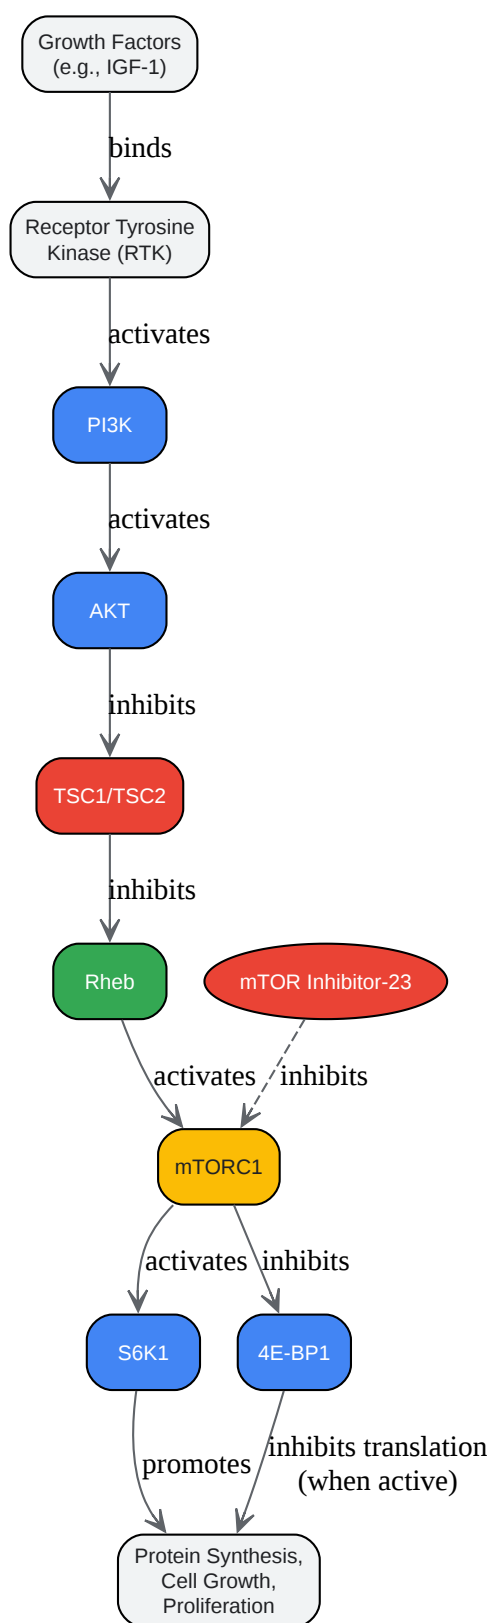 Growth Factors
(e.g., IGF-1)
binds
Receptor Tyrosine
Kinase (RTK)
activates
PI3K
activates
AKT
inhibits
TSC1/TSC2
inhibits
Rheb
mTOR Inhibitor-23
activates
inhibits
mTORC1
activates
inhibits
S6K1
4E-BP1
promotes
inhibits translation
(when active)
Protein Synthesis,
Cell Growth,
Proliferation